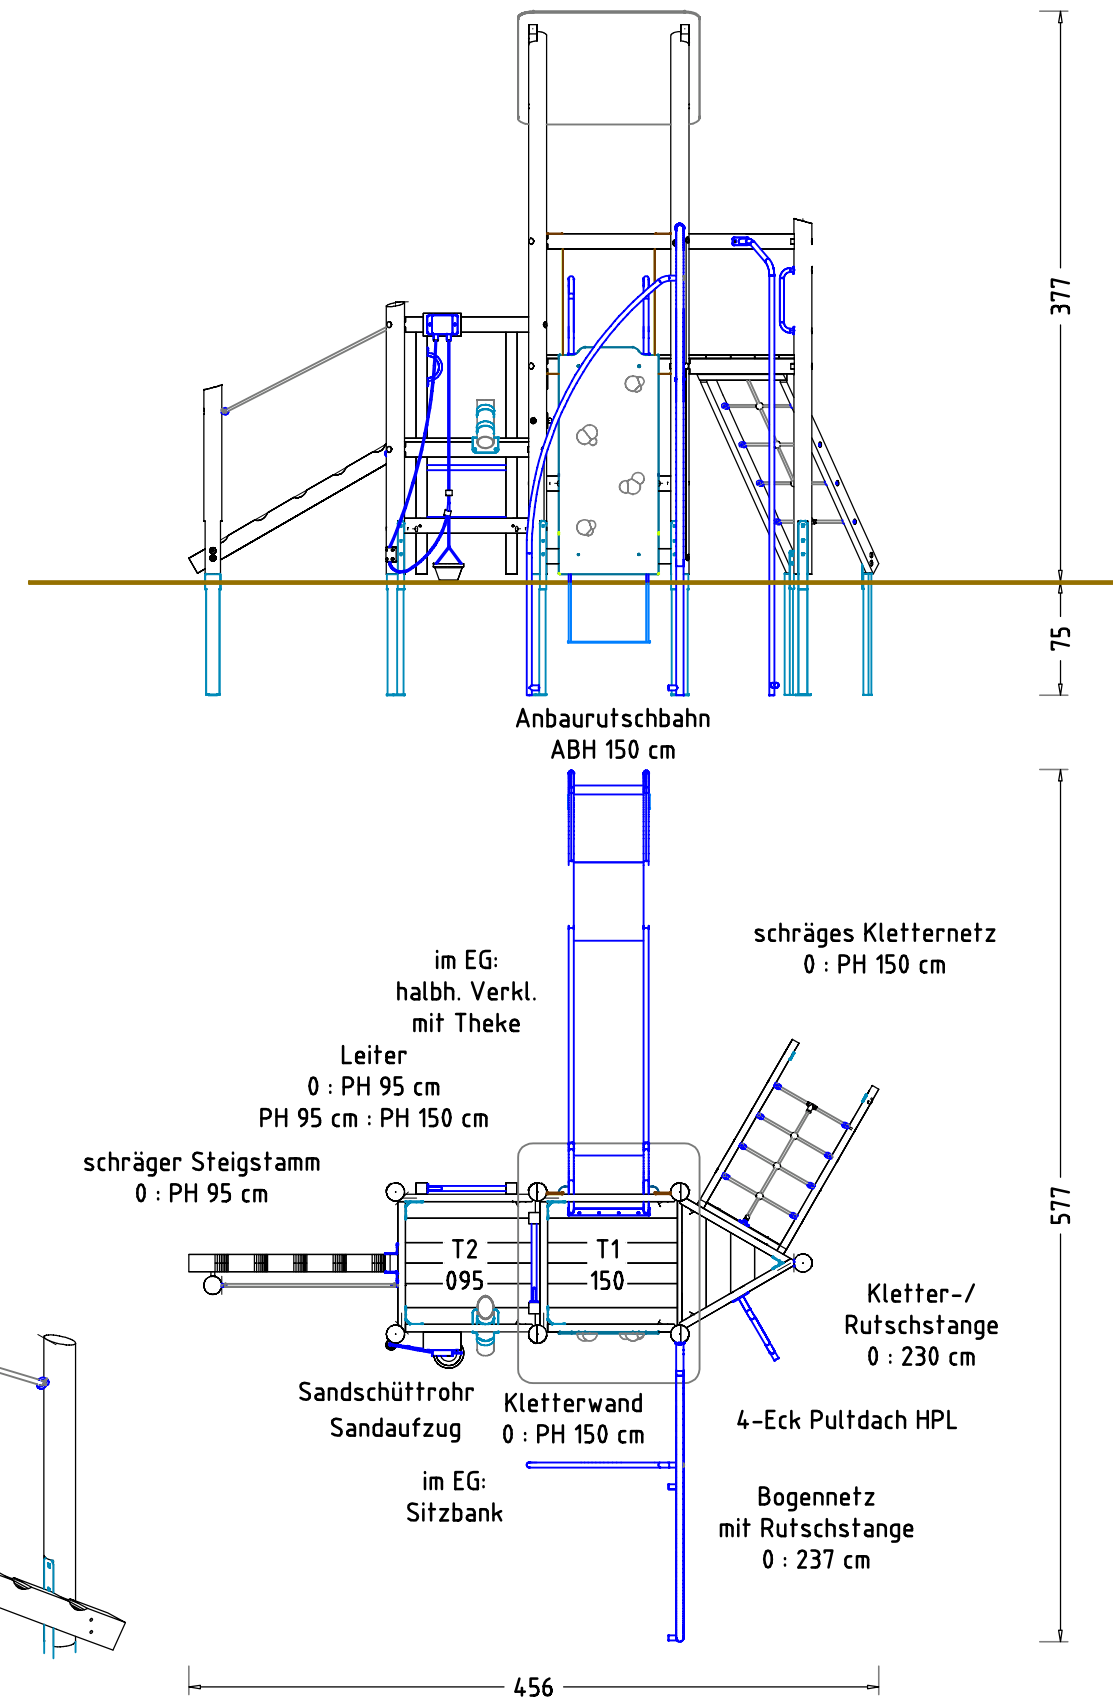 377
75
Anbaurutschbahn
ABH 150 cm
schräges Kletternetz
0 : PH 150 cm
im EG:
halbh. Verkl.
mit Theke
Leiter
0 : PH 95 cm
PH 95 cm : PH 150 cm
schräger Steigstamm
0 : PH 95 cm
577
T2
095
T1
150
Kletter-/
Rutschstange
0 : 230 cm
Sandschüttrohr
Sandaufzug
Kletterwand
0 : PH 150 cm
4-Eck Pultdach HPL
im EG:
Sitzbank
Bogennetz
mit Rutschstange
0 : 237 cm
456